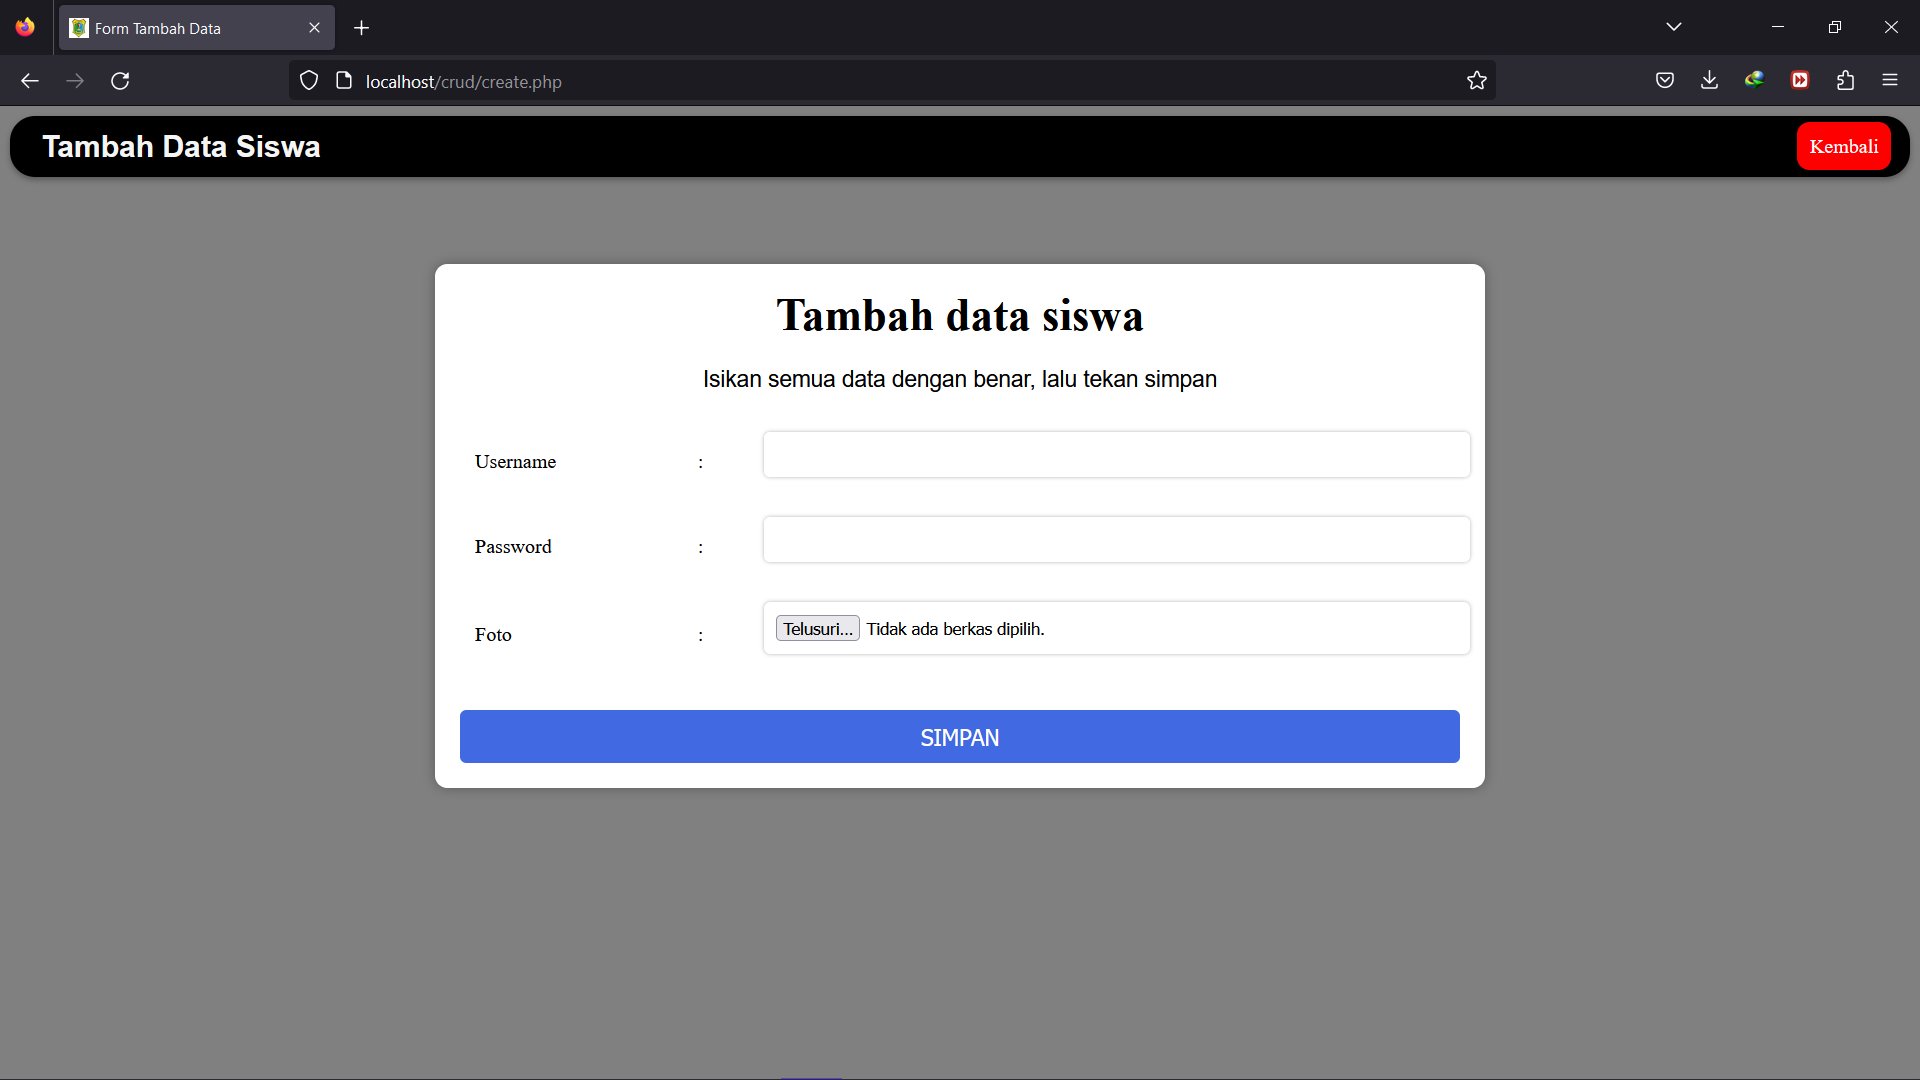 Form Tambah Data
localhost/crud/create.php
Tambah Data Siswa
Kembali
Tambah data siswa
Isikan semua data dengan benar, lalu tekan simpan
Username :
Password :
Foto : Telusuri... Tidak ada berkas dipilih.
SIMPAN